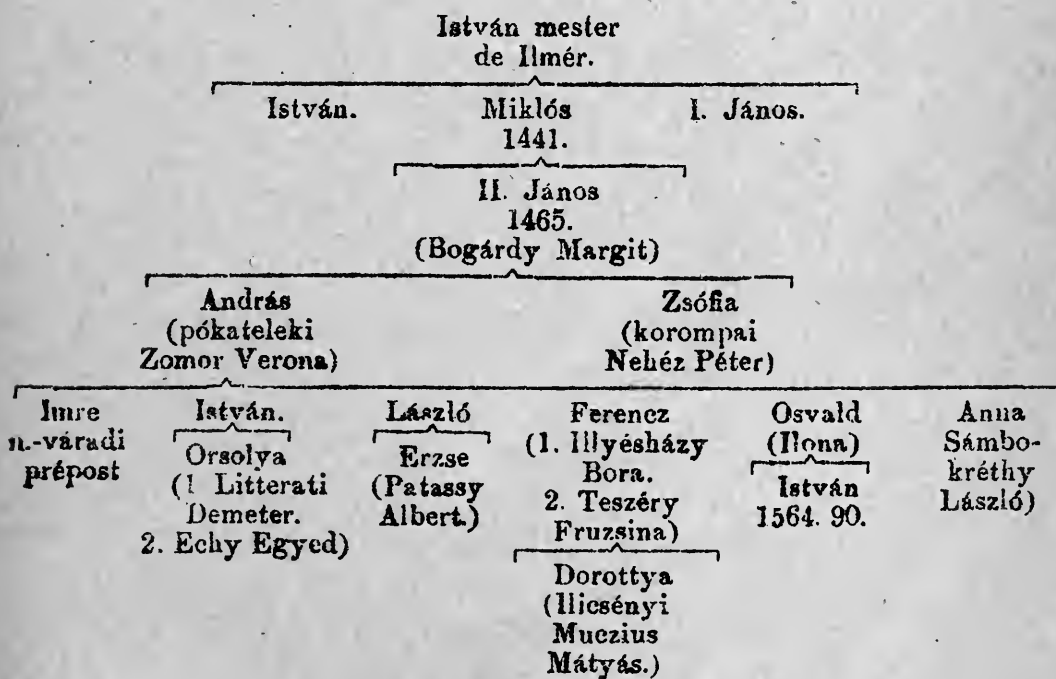 István mester
de Ilmér.
István. Miklós I. János.
1441.
II. János
1465.
(Bogárdy Margit)
András Zsófia
(pókateleki (korompai
Zomor Verona) Nehéz Péter)
Imre István. László Ferencz Osvald Anna
n.-váradi Orsolya Erzse (1. Illyésházy (Ilona) Sámbo-
prépost (1 Litterati (Patassy Bora. István kréthy
Demeter. Albert.) 2. Teszéry 1564. 90. László)
2. Echy Egyed) Fruzsina)
Dorottya
(Ilicsényi
Muczius
Mátyás.)